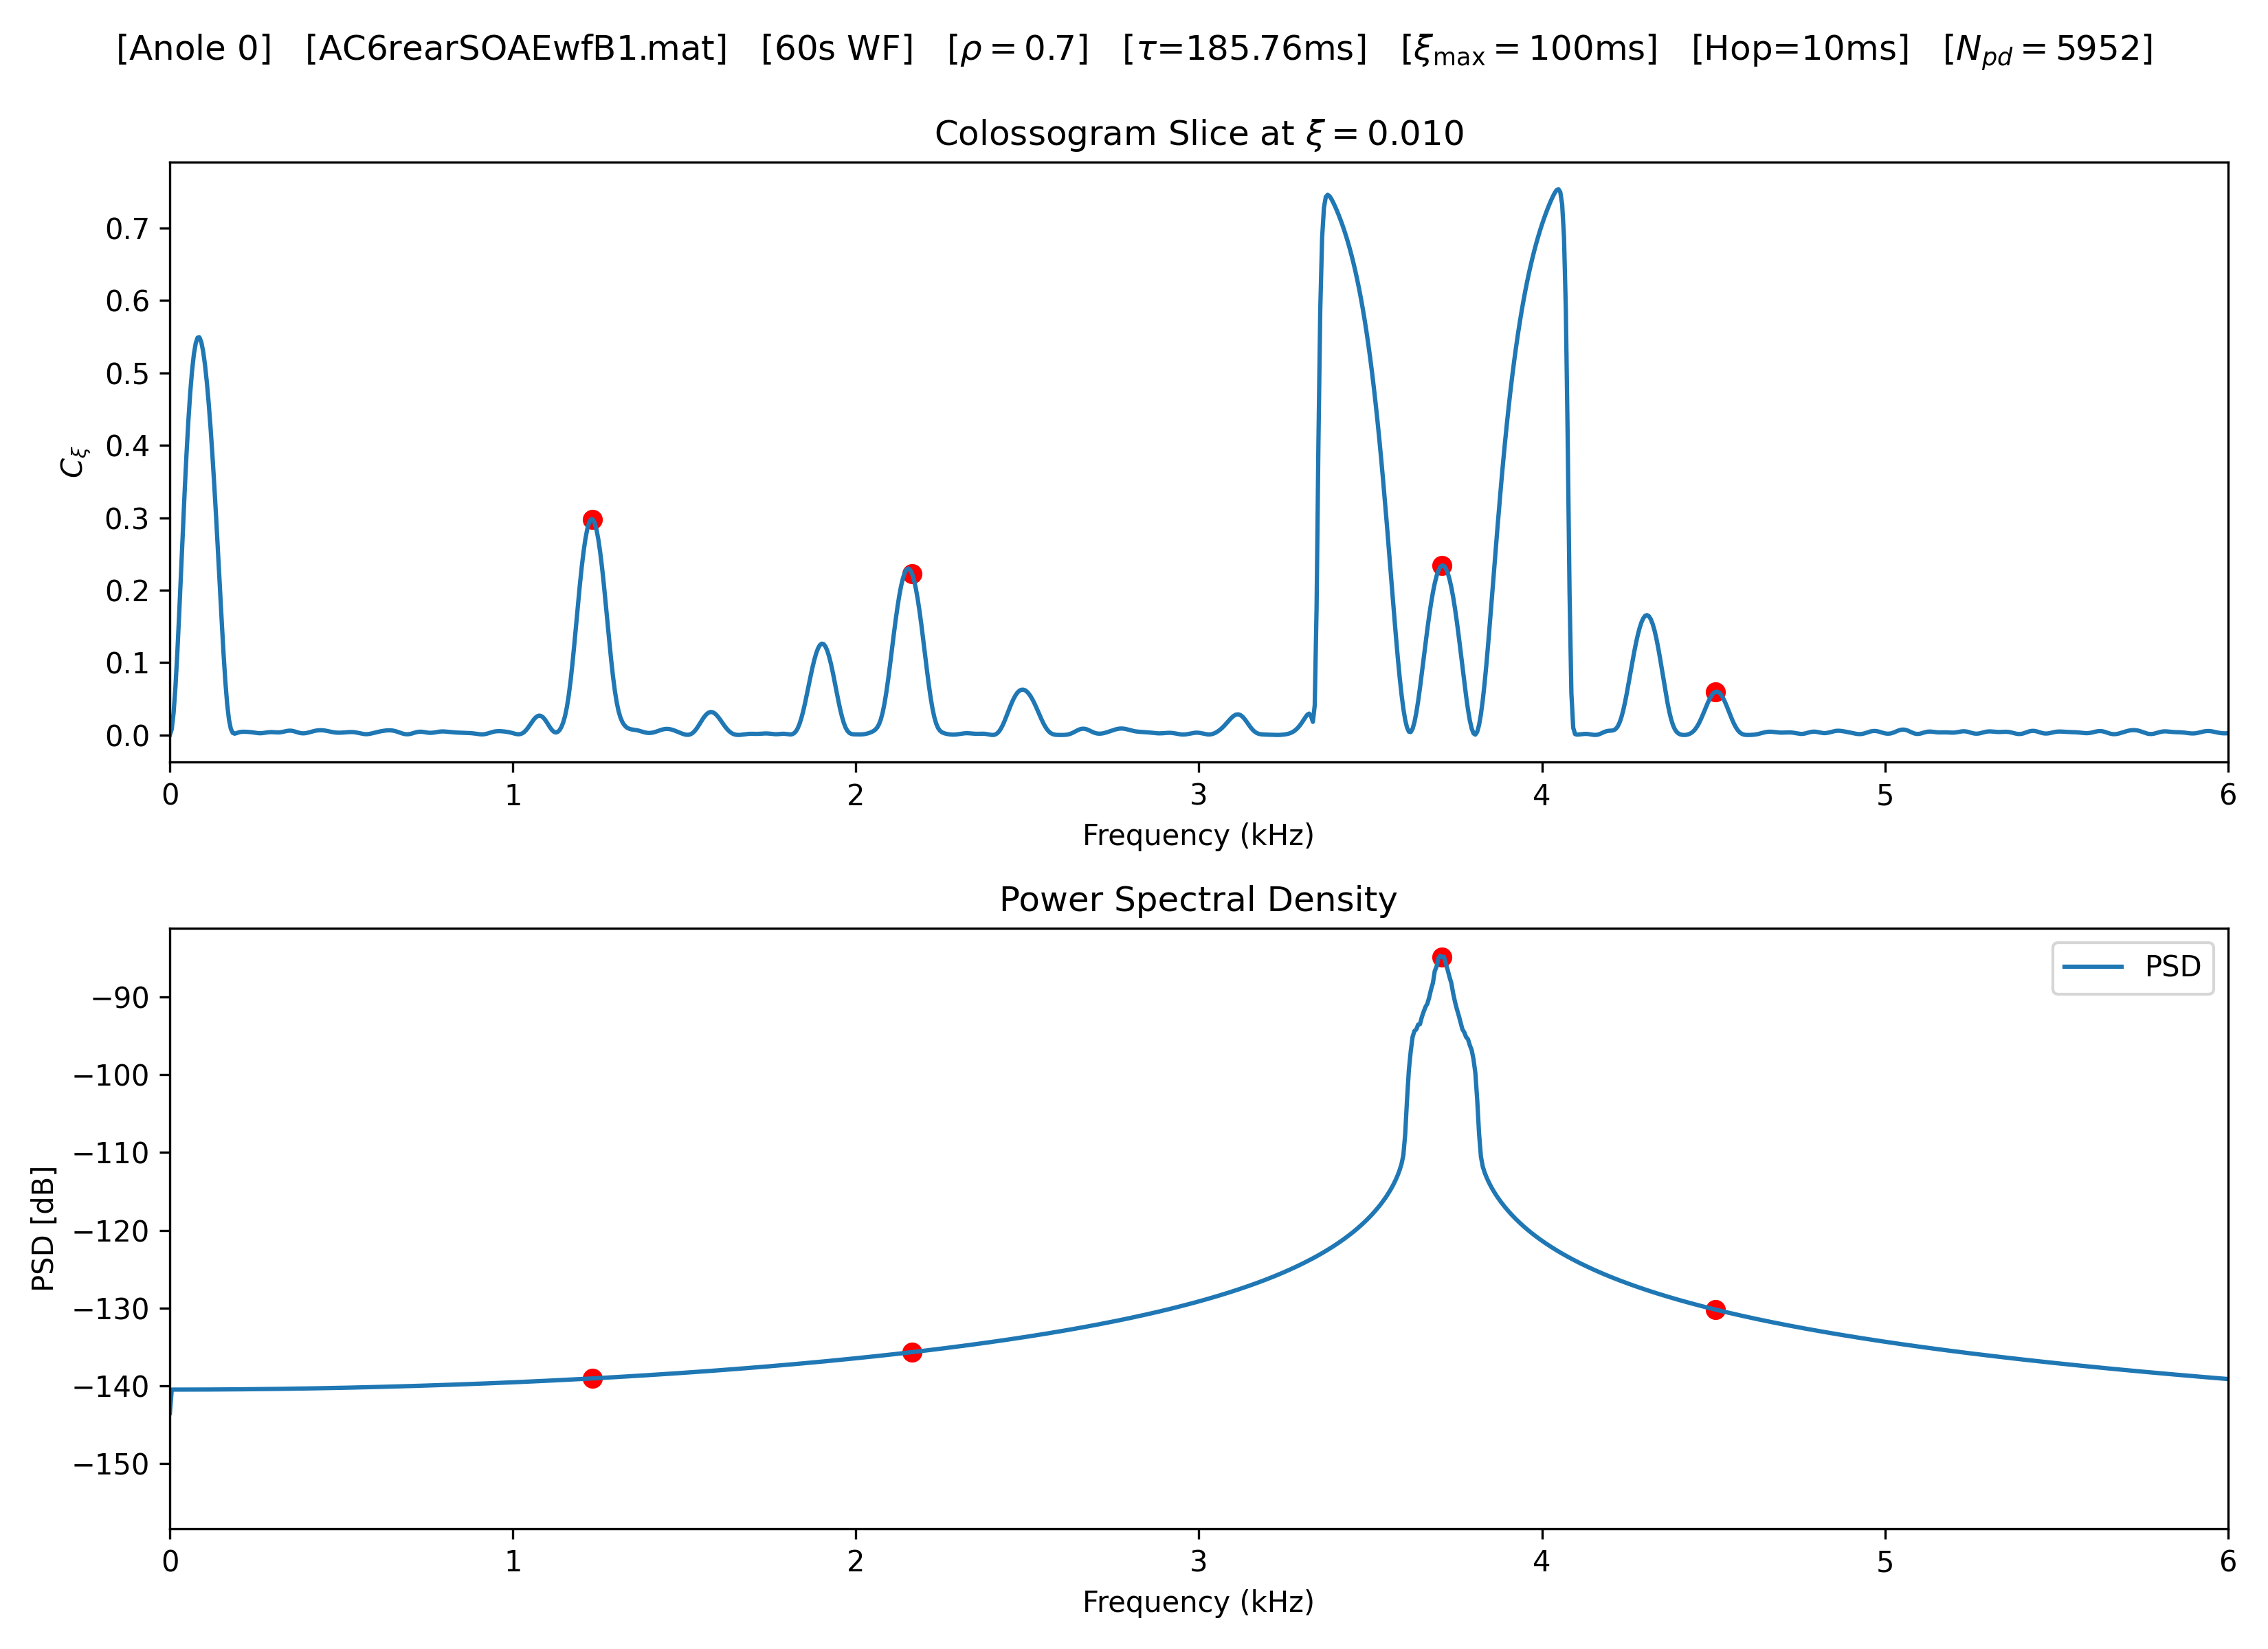 [Anole 0] [AC6rearSOAEwfB1.mat] [60s WF] [ρ = 0.7] [τ=185.76ms] [ξmax = 100ms] [Hop=10ms] [Npd = 5952]
Colossogram Slice at ξ = 0.010
0.7
0.6
0.5
0.4
0.3
0.2
0.1
0.0
Cξ
0 1 2 3 4 5 6
Frequency (kHz)
Power Spectral Density
PSD
−90
−100
−110
−120
−130
−140
−150
PSD [dB]
0 1 2 3 4 5 6
Frequency (kHz)